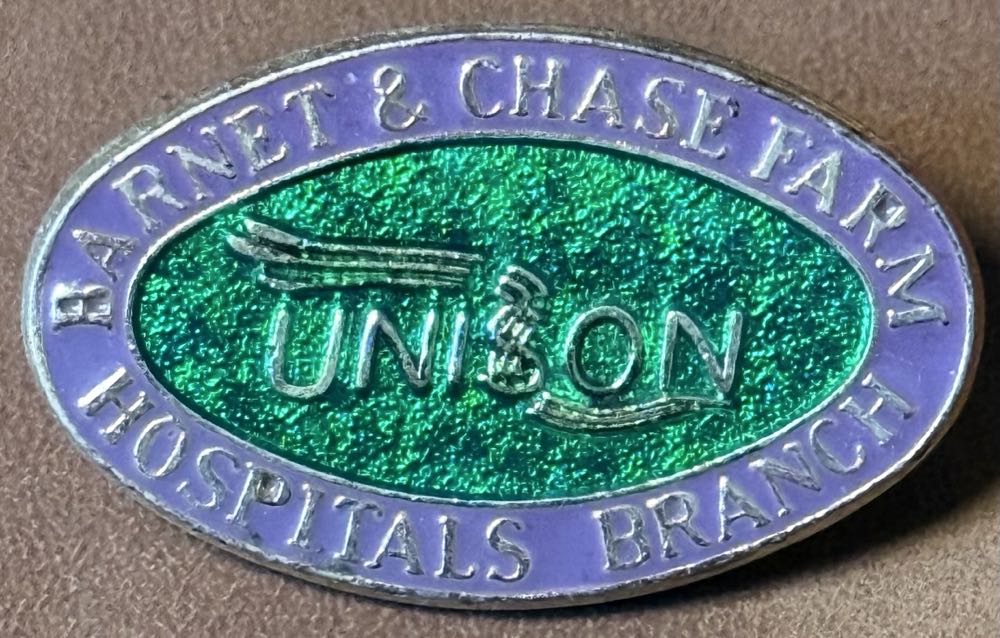 BARNET & CHASE FARM
UNISON
HOSPITALS BRANCH